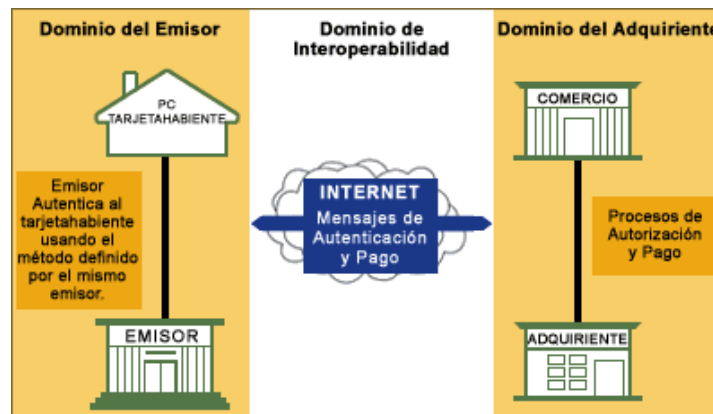 Dominio del Emisor
Dominio de
Interoperabilidad
Dominio del Adquiriente
PC
TARJETAHABIENTE
Emisor
Autentica al
tarjetahabiente
usando el
método definido
por el mismo
emisor.
EMISOR
INTERNET
Mensajes de
Autenticación
y Pago
COMERCIO
Procesos de
Autorización
y Pago
ADQUIRIENTE